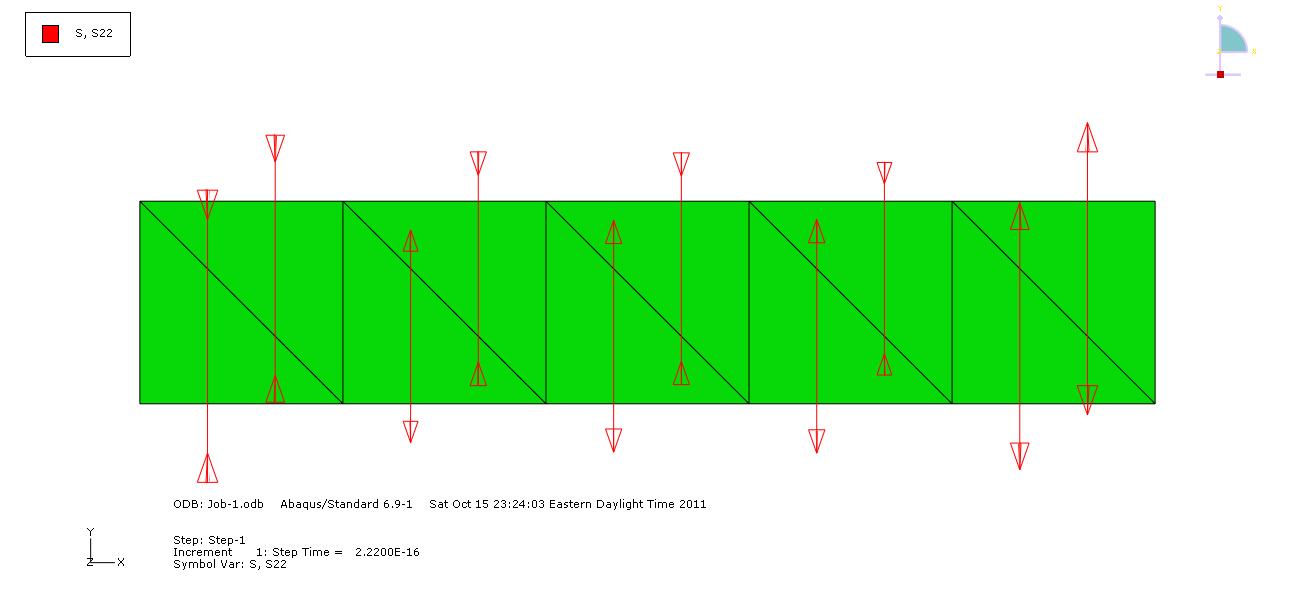 S, S22
Y
Z
X
ODB: Job-1.odb    Abaqus/Standard 6.9-1    Sat Oct 15 23:24:03 Eastern Daylight Time 2011
Y
Z
X
Step: Step-1
Increment      1: Step Time =   2.2200E-16
Symbol Var: S, S22